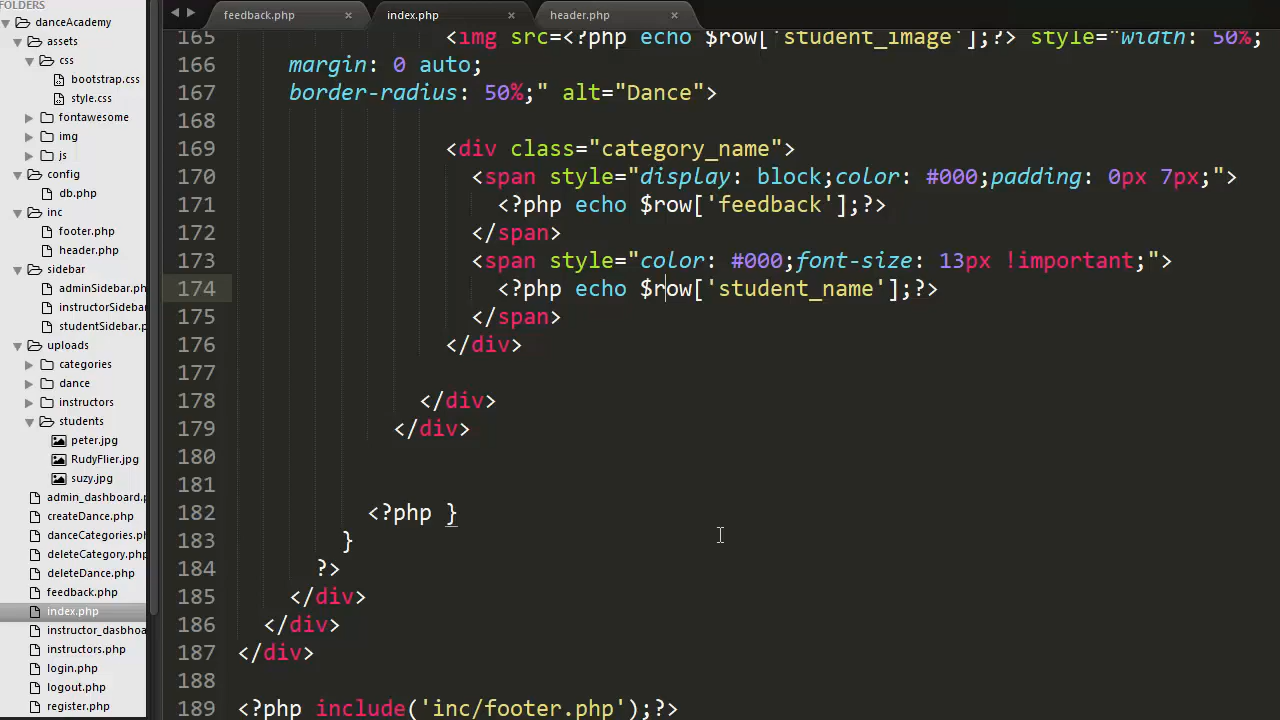 FOLDERS
danceAcademy
assets
css
bootstrap.css
style.css
fontawesome
img
js
config
db.php
inc
footer.php
header.php
sidebar
adminSidebar.
instructorSidebar.
studentSidebar.
uploads
categories
dance
instructors
students
peter.jpg
RudyFlier.jpg
suzy.jpg
admin_dashboard.p
createDance.php
danceCategories.php
deleteCategory.php
deleteDance.php
feedback.php
index.php
instructor_dasbhoa
instructors.php
login.php
logout.php
register.php
feedback.php × index.php × header.php ×
165 <img src=<?php echo $row['student_image'];?> style="width: 50%;
166 margin: 0 auto;
167 border-radius: 50%;" alt="Dance">
168
169 <div class="category_name">
170 <span style="display: block;color: #000;padding: 0px 7px;">
171 <?php echo $row['feedback'];?>
172 </span>
173 <span style="color: #000;font-size: 13px !important;">
174 <?php echo $row['student_name'];?>
175 </span>
176 </div>
177
178 </div>
179 </div>
180
181
182 <?php }
183 }
184 ?>
185 </div>
186 </div>
187 </div>
188
189 <?php include('inc/footer.php');?>